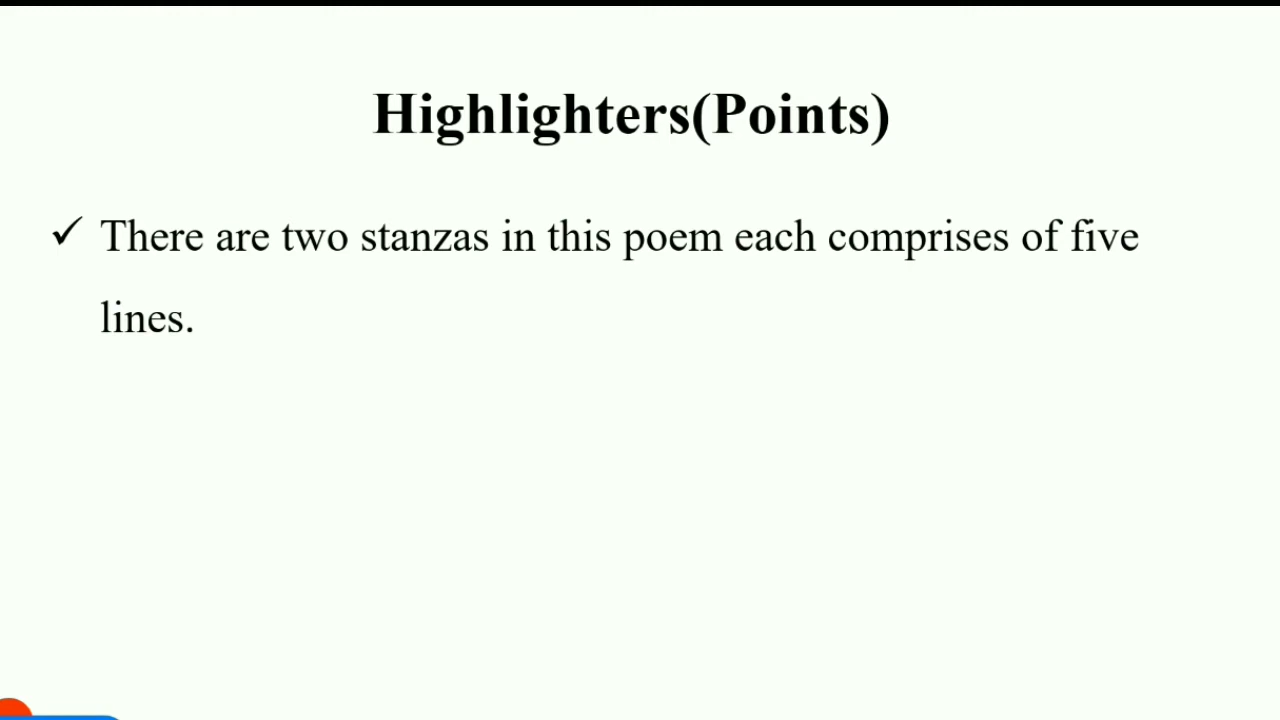 Highlighters(Points)
✓ There are two stanzas in this poem each comprises of five
lines.